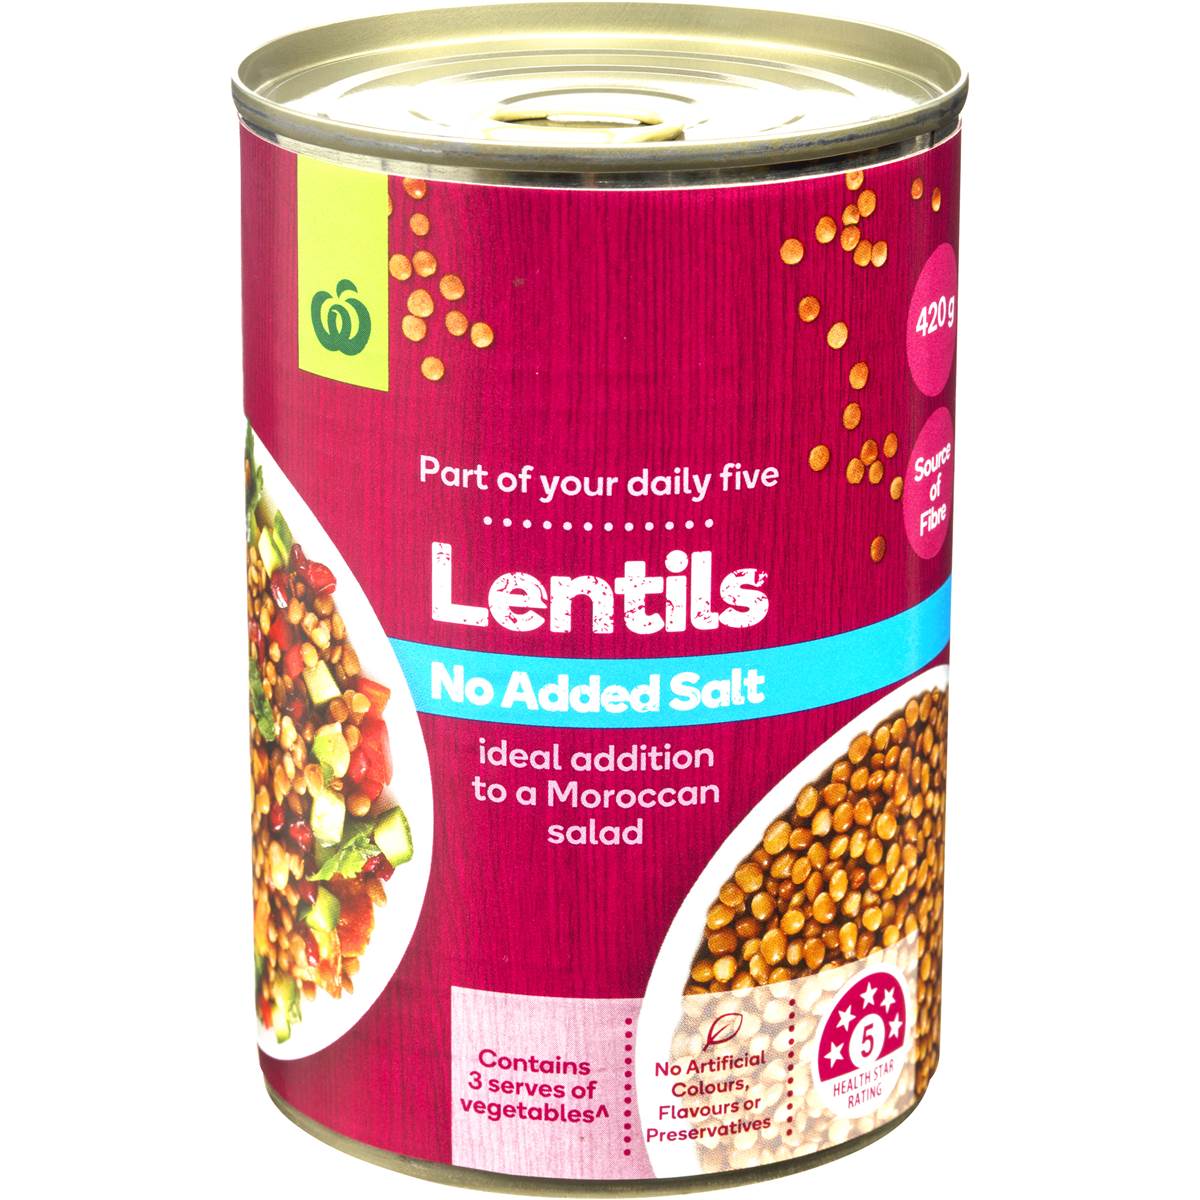 420g
Source
of
Fibre
Part of your daily five
Lentils
No Added Salt
ideal addition
to a Moroccan
salad
Contains
3 serves of
vegetables^
No Artificial
Colours,
Flavours or
Preservatives
5
HEALTH STAR
RATING